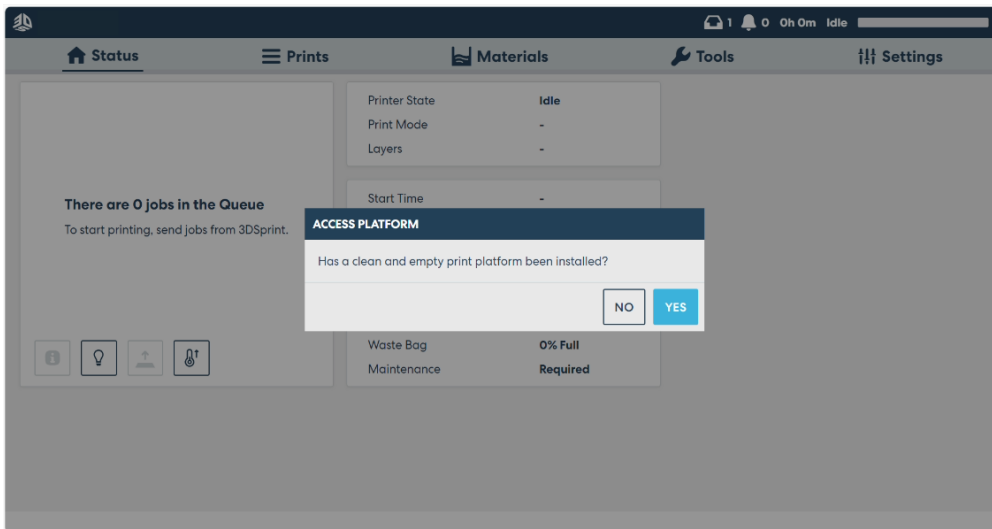 1 0 0h 0m Idle
Status Prints Materials Tools Settings
There are 0 jobs in the Queue
To start printing, send jobs from 3DSprint.
Printer State Idle
Print Mode -
Layers -
Start Time -
ACCESS PLATFORM
Has a clean and empty print platform been installed?
NO YES
Waste Bag 0% Full
Maintenance Required